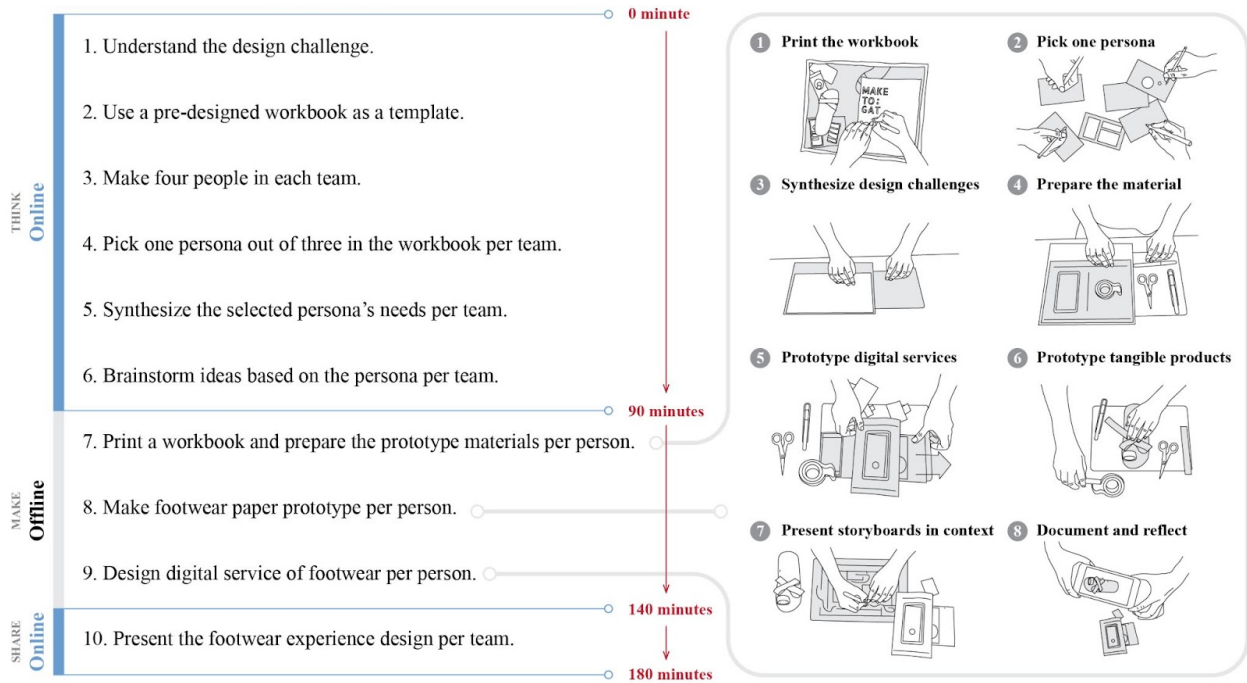 0 minute
1. Understand the design challenge.
2. Use a pre-designed workbook as a template.
3. Make four people in each team.
4. Pick one persona out of three in the workbook per team.
5. Synthesize the selected persona's needs per team.
6. Brainstorm ideas based on the persona per team.
THINK
Online
90 minutes
7. Print a workbook and prepare the prototype materials per person.
8. Make footwear paper prototype per person.
9. Design digital service of footwear per person.
MAKE
Offline
140 minutes
10. Present the footwear experience design per team.
SHARE
Online
180 minutes
1 Print the workbook
MAKE
TO:
GAT
2 Pick one persona
3 Synthesize design challenges
4 Prepare the material
5 Prototype digital services
6 Prototype tangible products
7 Present storyboards in context
8 Document and reflect